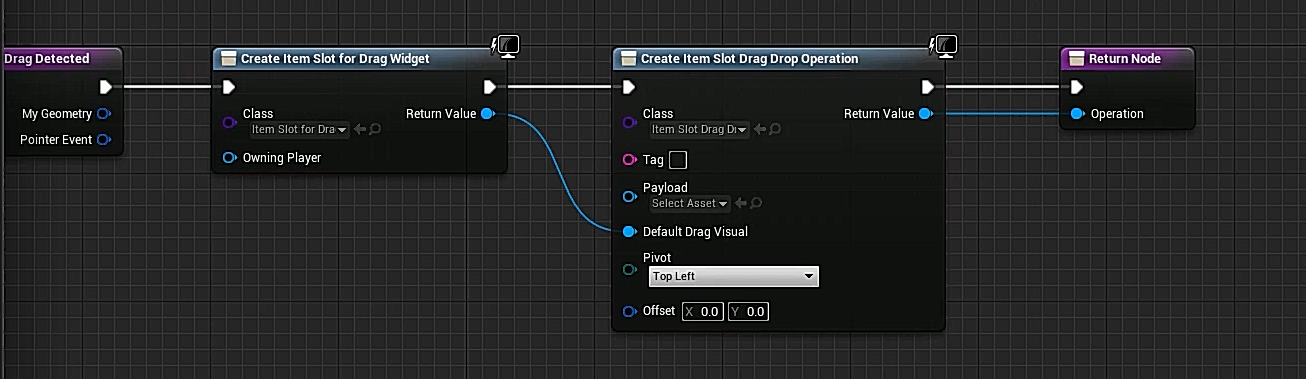 Drag Detected
My Geometry
Pointer Event
Create Item Slot for Drag Widget
Class
Item Slot for Dra
Return Value
Owning Player
Create Item Slot Drag Drop Operation
Class
Item Slot Drag Di
Return Value
Tag
Payload
Select Asset
Default Drag Visual
Pivot
Top Left
Offset X 0.0 Y 0.0
Return Node
Operation